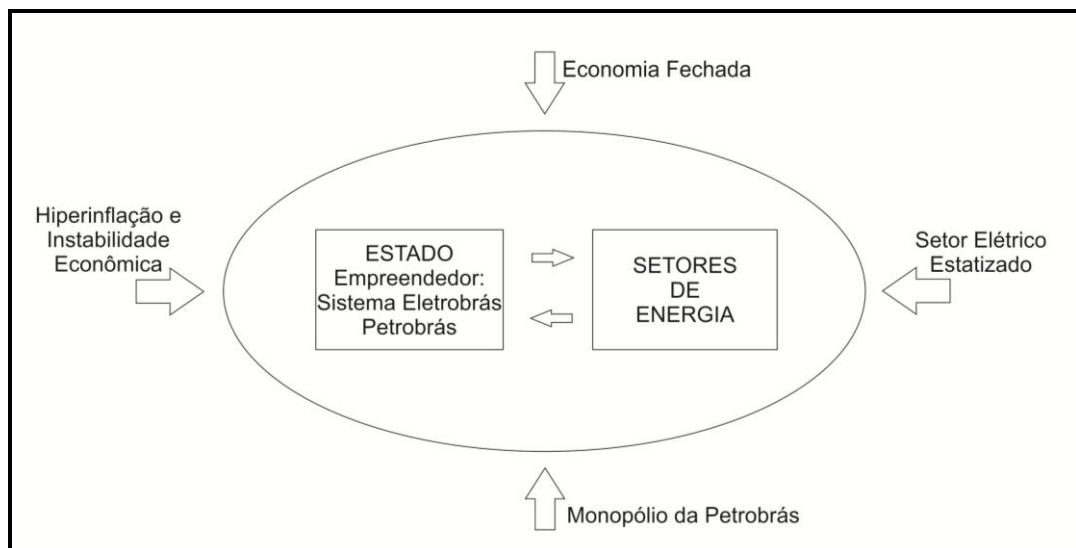 Economia Fechada
Hiperinflação e
Instabilidade
Econômica
ESTADO
Empreendedor:
Sistema Eletrobrás
Petrobrás
SETORES
DE
ENERGIA
Setor Elétrico
Estatizado
Monopólio da Petrobrás